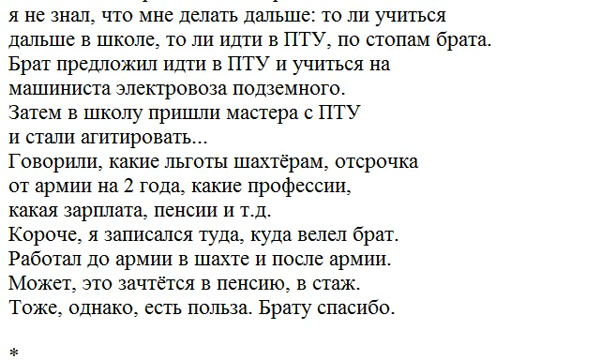 я не знал, что мне делать дальше: то ли учиться
дальше в школе, то ли идти в ПТУ, по стопам брата.
Брат предложил идти в ПТУ и учиться на
машиниста электровоза подземного.
Затем в школу пришли мастера с ПТУ
и стали агитировать...
Говорили, какие льготы шахтёрам, отсрочка
от армии на 2 года, какие профессии,
какая зарплата, пенсии и т.д.
Короче, я записался туда, куда велел брат.
Работал до армии в шахте и после армии.
Может, это зачтётся в пенсию, в стаж.
Тоже, однако, есть польза. Брату спасибо.
*